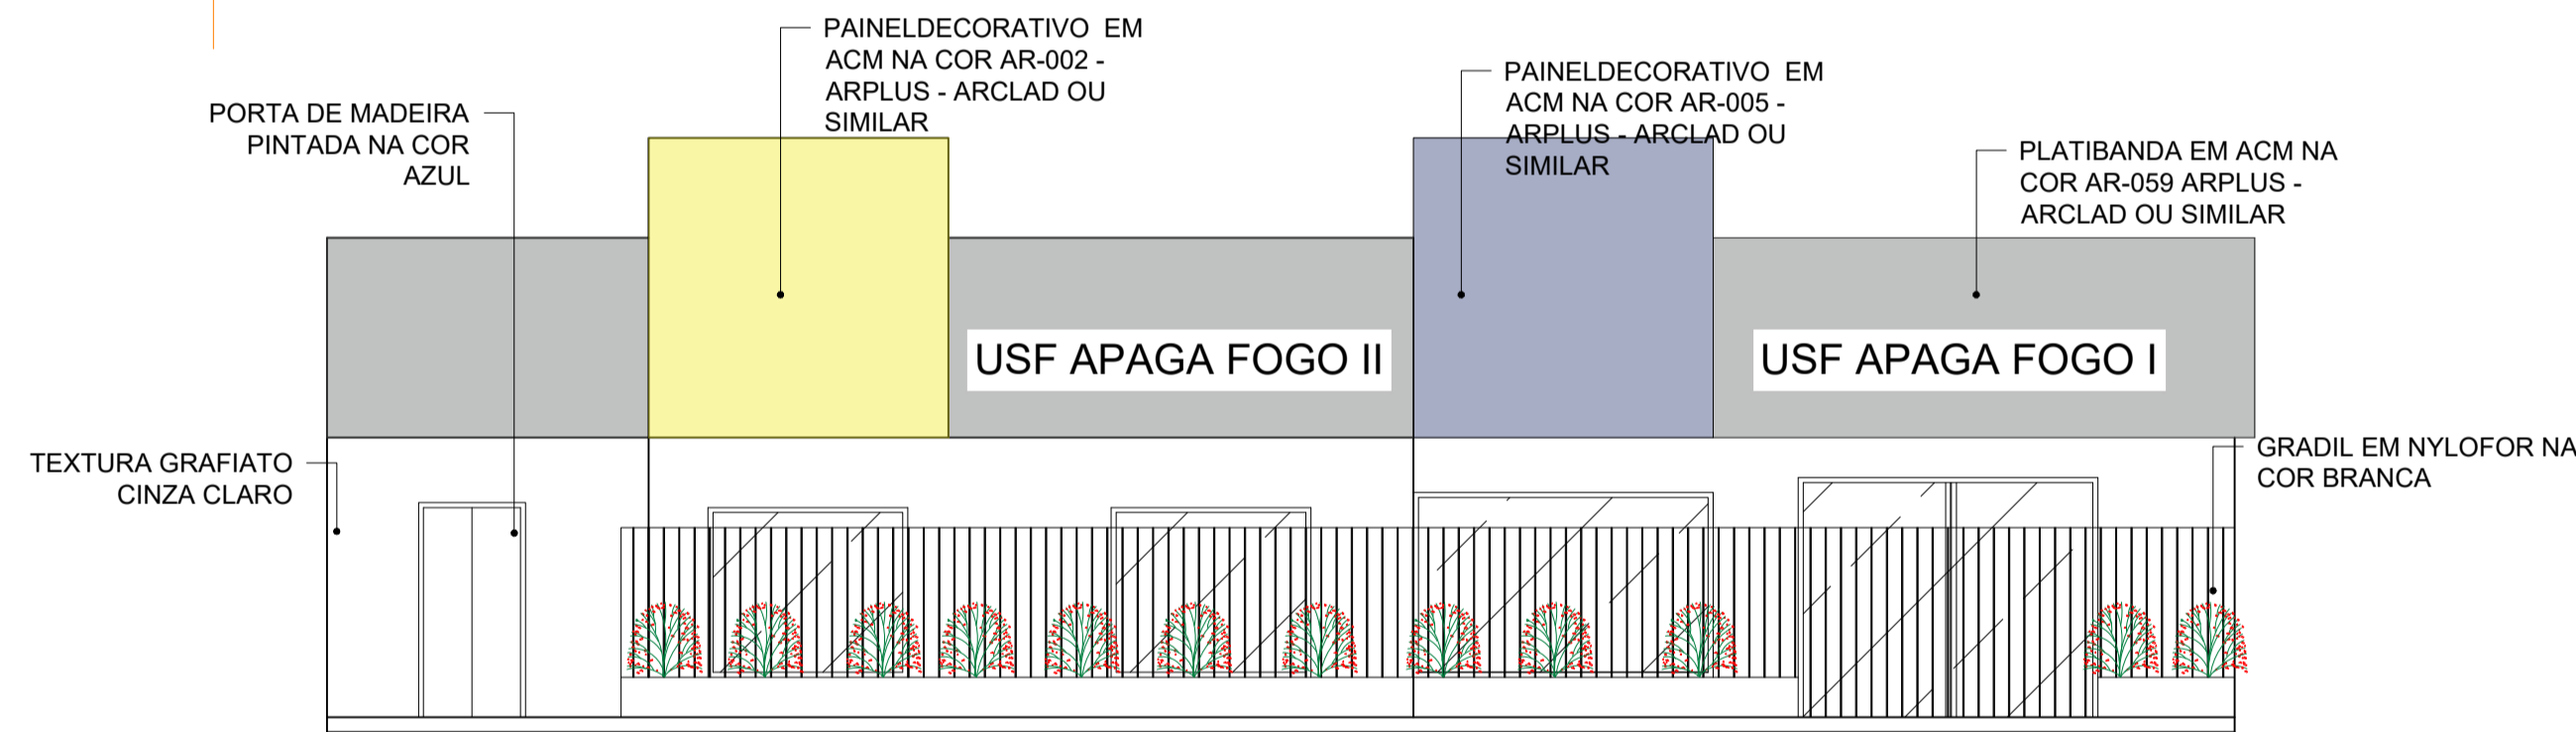 PAINELDECORATIVO EM
ACM NA COR AR-002 -
ARPLUS - ARCLAD OU
SIMILAR
PAINELDECORATIVO EM
ACM NA COR AR-005 -
ARPLUS - ARCLAD OU
SIMILAR
PORTA DE MADEIRA
PINTADA NA COR
AZUL
PLATIBANDA EM ACM NA
COR AR-059 ARPLUS -
ARCLAD OU SIMILAR
USF APAGA FOGO II
USF APAGA FOGO I
TEXTURA GRAFIATO
CINZA CLARO
GRADIL EM NYLOFOR NA
COR BRANCA